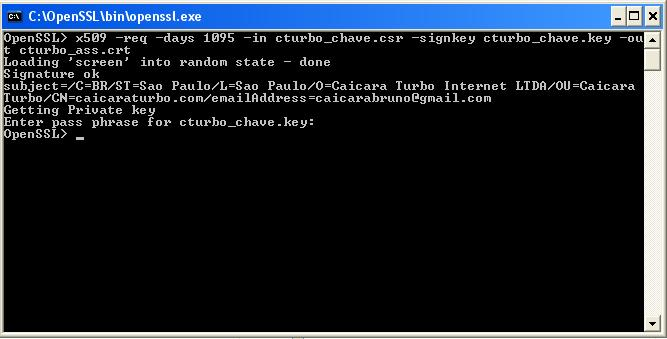 C:\OpenSSL\bin\openssl.exe
OpenSSL> x509 -req -days 1095 -in cturbo_chave.csr -signkey cturbo_chave.key -ou
t cturbo_ass.crt
Loading 'screen' into random state - done
Signature ok
subject=/C=BR/ST=Sao Paulo/L=Sao Paulo/O=Caicara Turbo Internet LTDA/OU=Caicara
Turbo/CN=caicaraturbo.com/emailAddress=caicarabruno@gmail.com
Getting Private key
Enter pass phrase for cturbo_chave.key:
OpenSSL> _